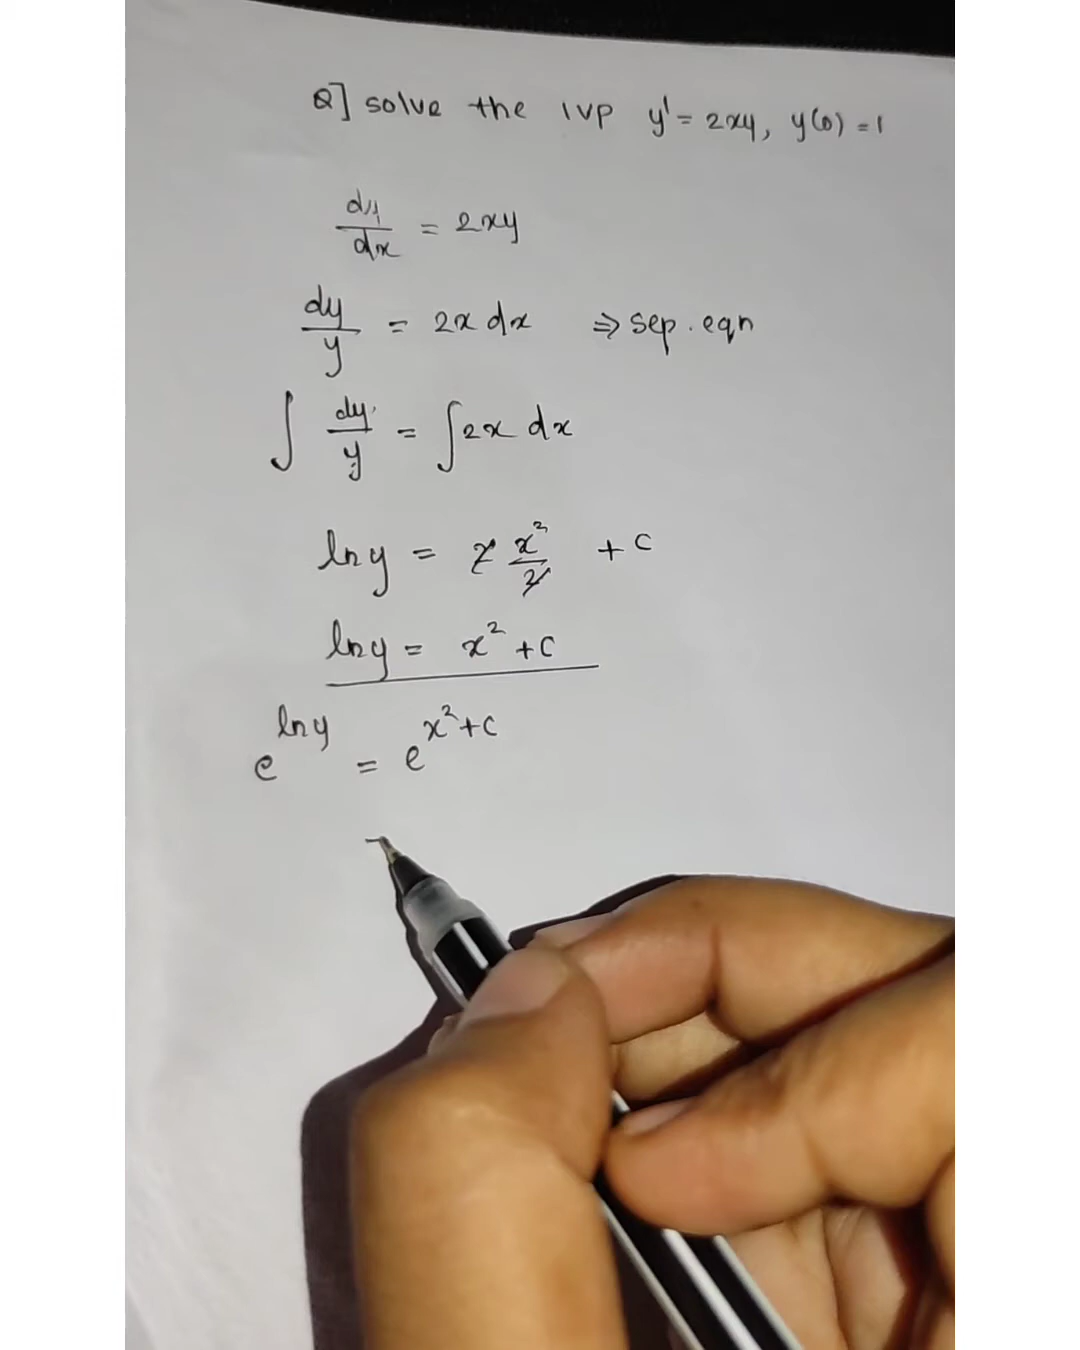 Q] solve the IVP y' = 2xy, y(0) = 1
dy/dx = 2xy
dy/y = 2x dx ⇒ sep. eqn
∫ dy/y = ∫2x dx
ln y = 2 x²/2 + c
ln y = x² + c
e^(ln y) = e^(x²+c)